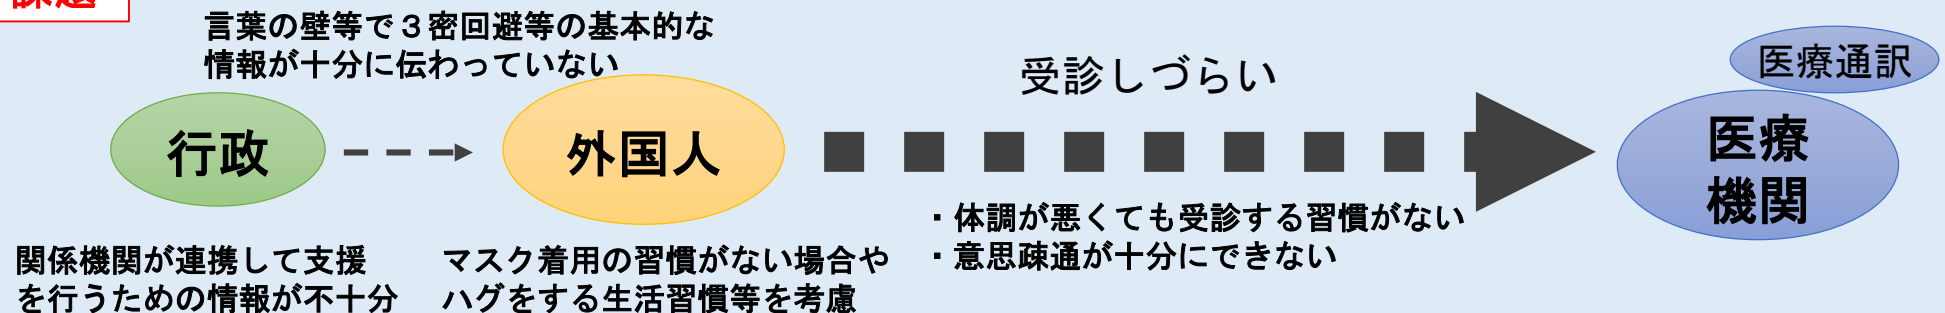 課題
言葉の壁等で３密回避等の基本的な
情報が十分に伝わっていない
受診しづらい
医療通訳
行政
外国人
医療
機関
・体調が悪くても受診する習慣がない
・意思疎通が十分にできない
関係機関が連携して支援
を行うための情報が不十分
マスク着用の習慣がない場合や
ハグをする生活習慣等を考慮